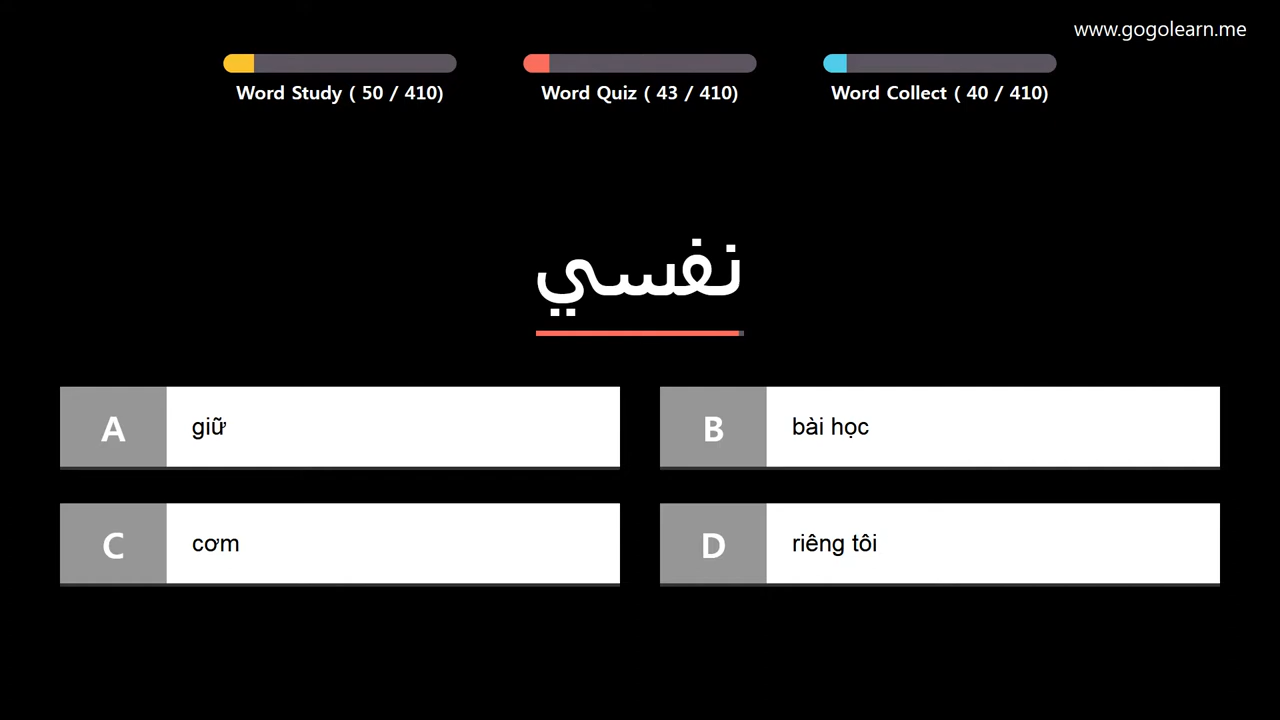 www.gogolearn.me
Word Study ( 50 / 410)
Word Quiz ( 43 / 410)
Word Collect ( 40 / 410)
نفسي
A
giữ
B
bài học
C
cơm
D
riêng tôi